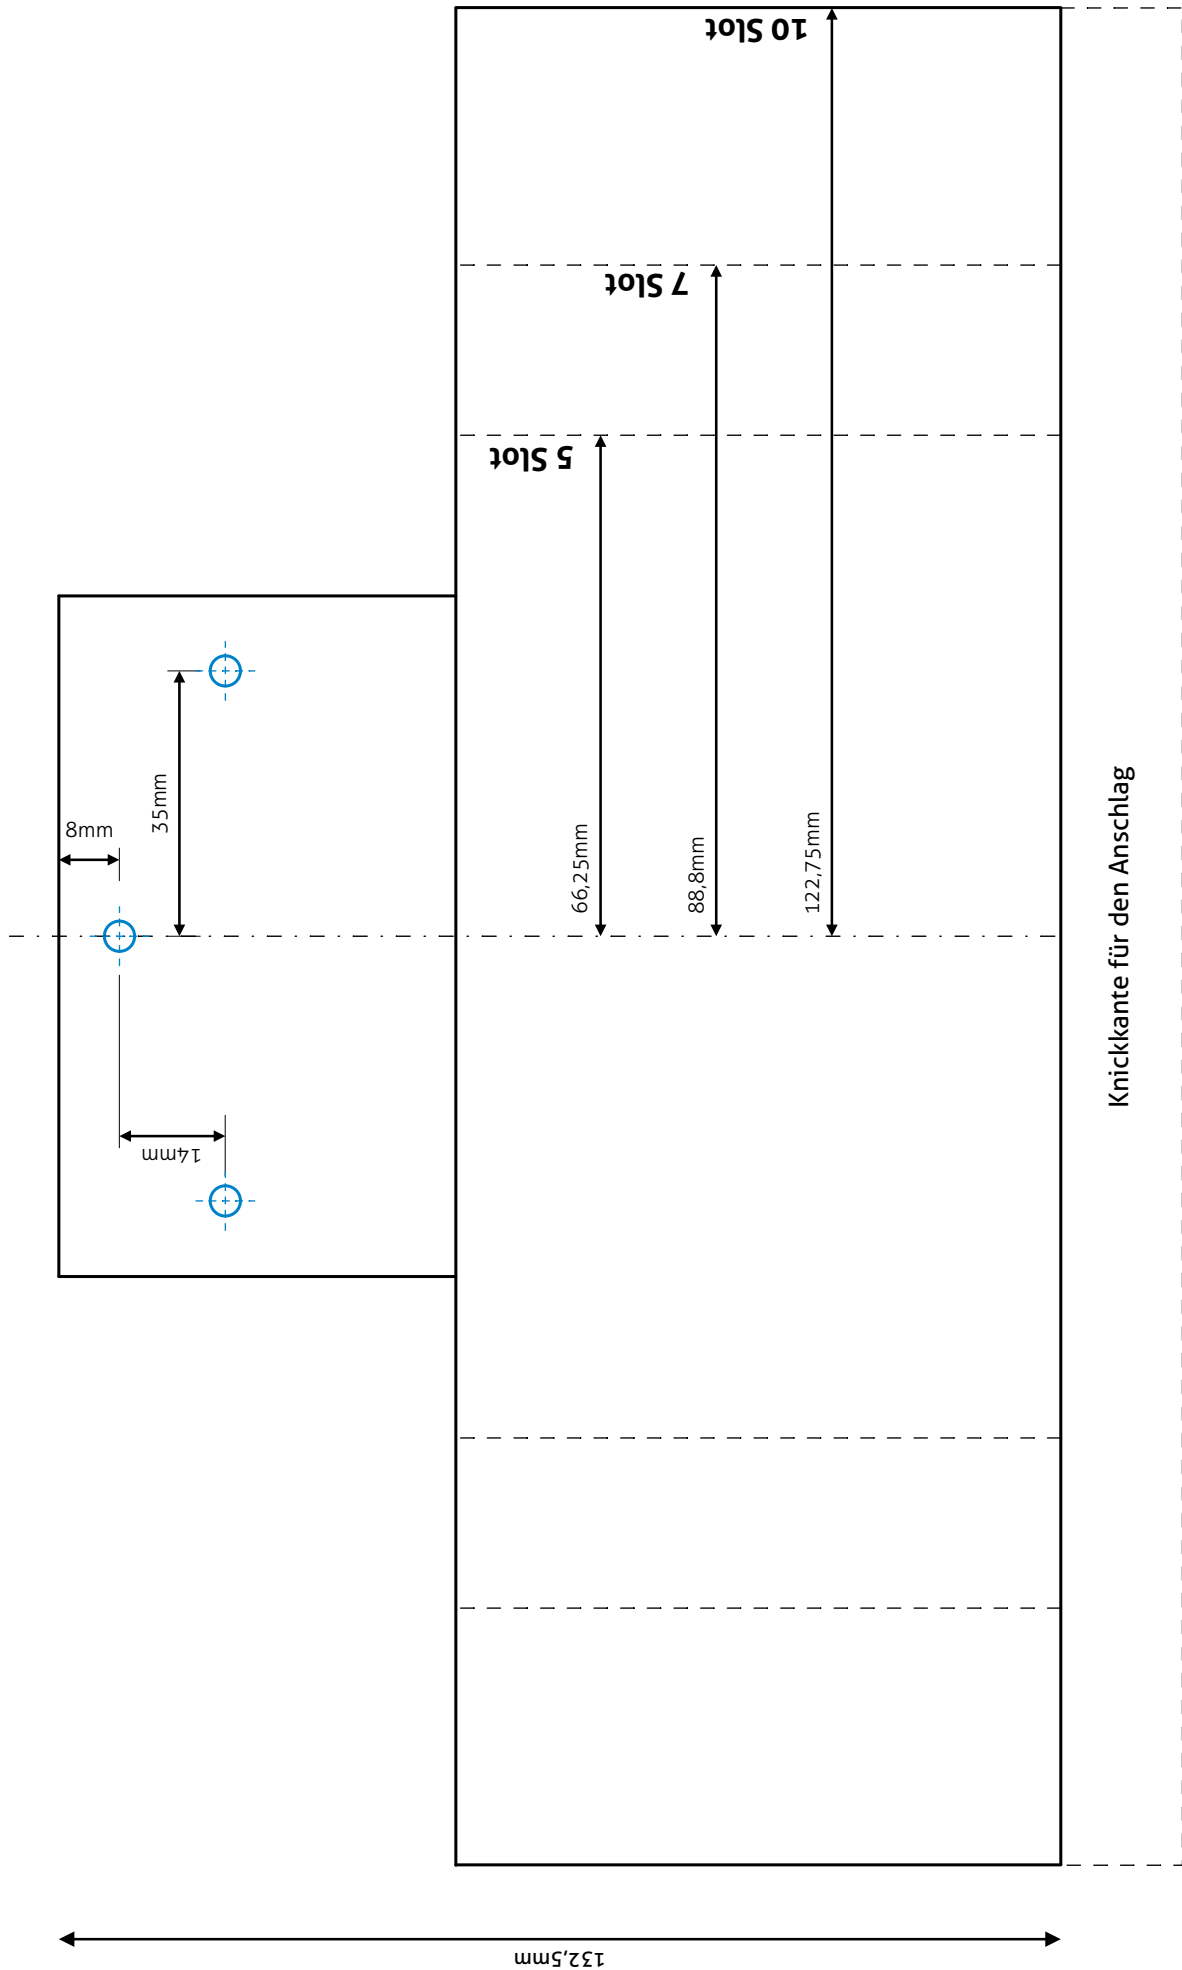 10 Slot
7 Slot
5 Slot
8mm
35mm
66,25mm
88,8mm
122,75mm
14mm
Knickkante für den Anschlag
132,5mm